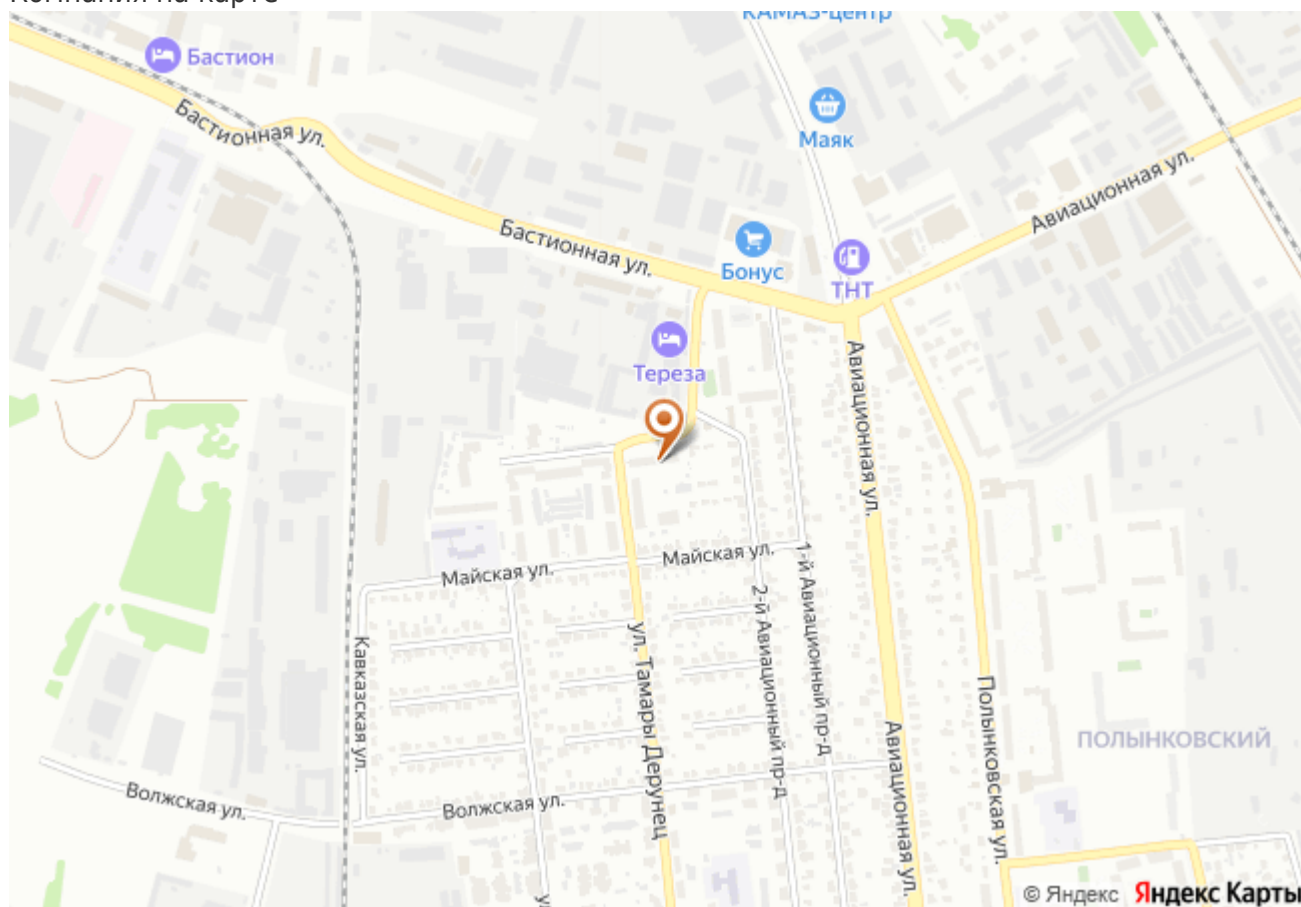 Компания на карте
КАМАЗ-центр
Бастион
Бастионная ул.
Маяк
Авиационная ул.
Бастионная ул.
Бонус
ТНТ
Тереза
Авиационная ул.
Майская ул.
Майская ул.
1-й Авиационный пр-д
2-й Авиационный пр-д
Кавказская ул.
ул. Тамары Дерунец
Полынковская ул.
ПОЛЫНКОВСКИЙ
Авиационная ул.
Волжская ул.
Волжская ул.
© Яндекс Яндекс Карты